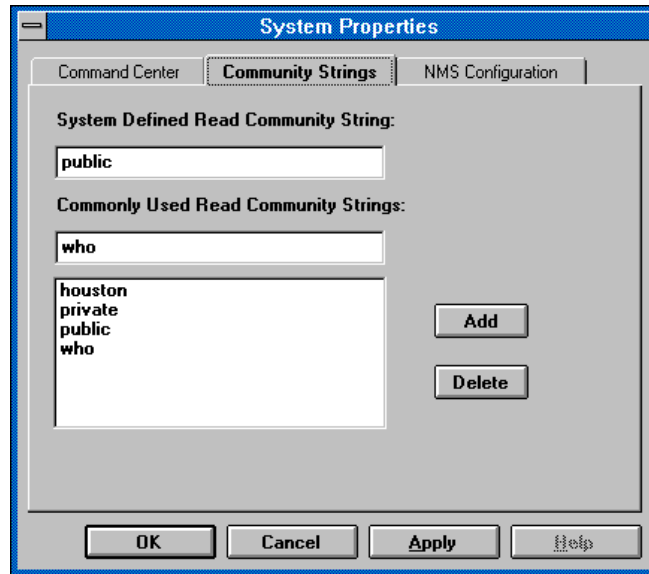 System Properties
Command Center Community Strings NMS Configuration
System Defined Read Community String:
public
Commonly Used Read Community Strings:
who
houston
private
public
who
Add
Delete
OK Cancel Apply Help